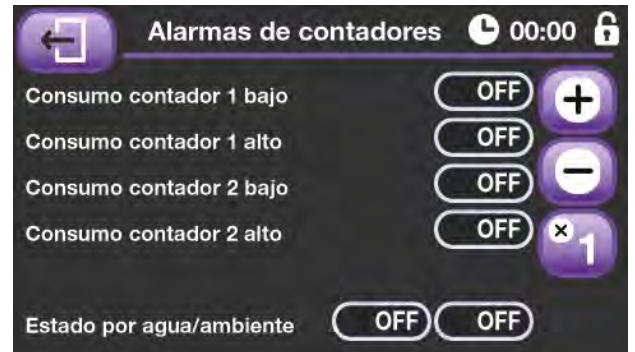 Alarmas de contadores 00:00
Consumo contador 1 bajo OFF +
Consumo contador 1 alto OFF
Consumo contador 2 bajo OFF −
Consumo contador 2 alto OFF ×1
Estado por agua/ambiente OFF OFF